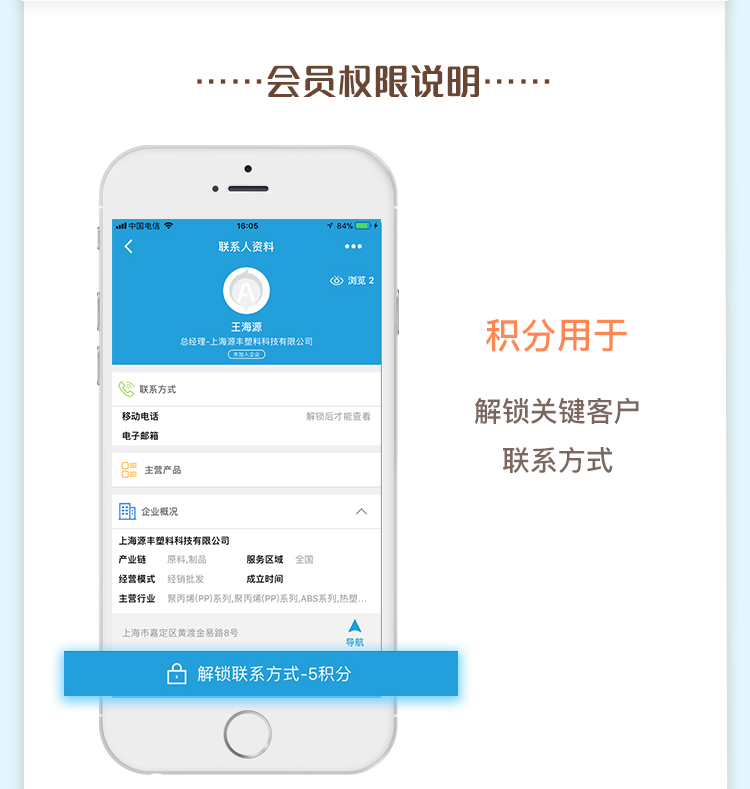 ……会员权限说明……
中国电信 16:05 84%
联系人资料
浏览 2
A
王海源
总经理-上海源丰塑料科技有限公司
未加入企业
联系方式
移动电话 解锁后才能查看
电子邮箱
主营产品
企业概况
上海源丰塑料科技有限公司
产业链 原料,制品 服务区域 全国
经营模式 经销批发 成立时间
主营行业 聚丙烯(PP)系列,聚丙烯(PP)系列,ABS系列,热塑...
上海市嘉定区黄渡金易路8号
导航
解锁联系方式-5积分
积分用于
解锁关键客户
联系方式